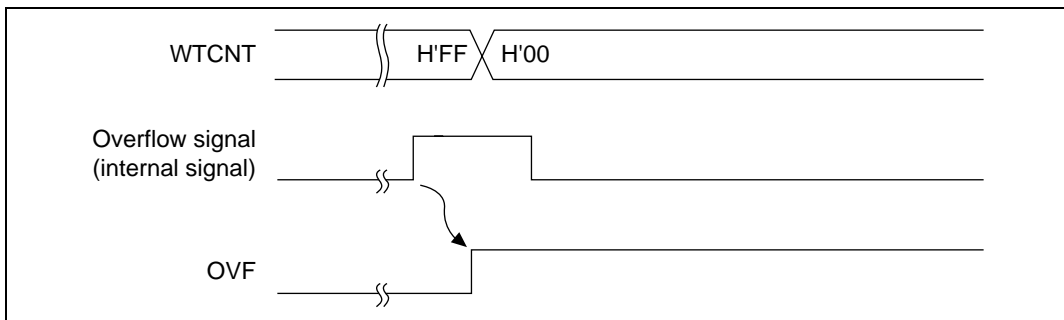 WTCNT
H'FF H'00
Overflow signal
(internal signal)
OVF